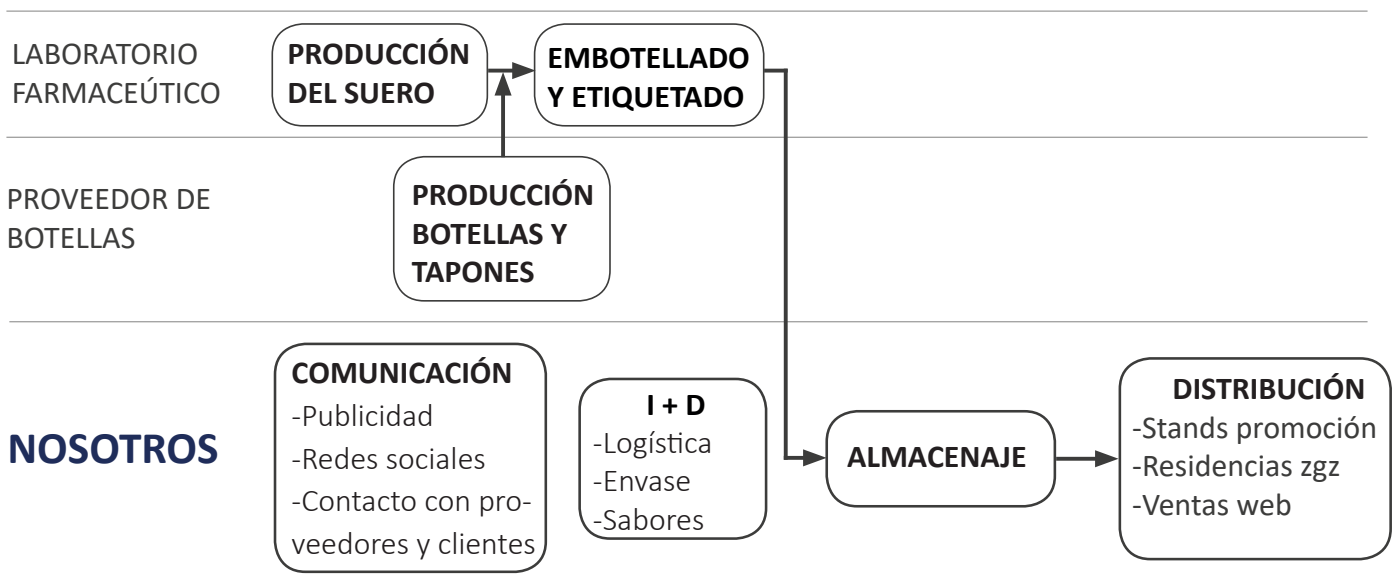 LABORATORIO
FARMACEÚTICO
PRODUCCIÓN
DEL SUERO
EMBOTELLADO
Y ETIQUETADO
PROVEEDOR DE
BOTELLAS
PRODUCCIÓN
BOTELLAS Y
TAPONES
NOSOTROS
COMUNICACIÓN
-Publicidad
-Redes sociales
-Contacto con pro-
veedores y clientes
I + D
-Logística
-Envase
-Sabores
ALMACENAJE
DISTRIBUCIÓN
-Stands promoción
-Residencias zgz
-Ventas web